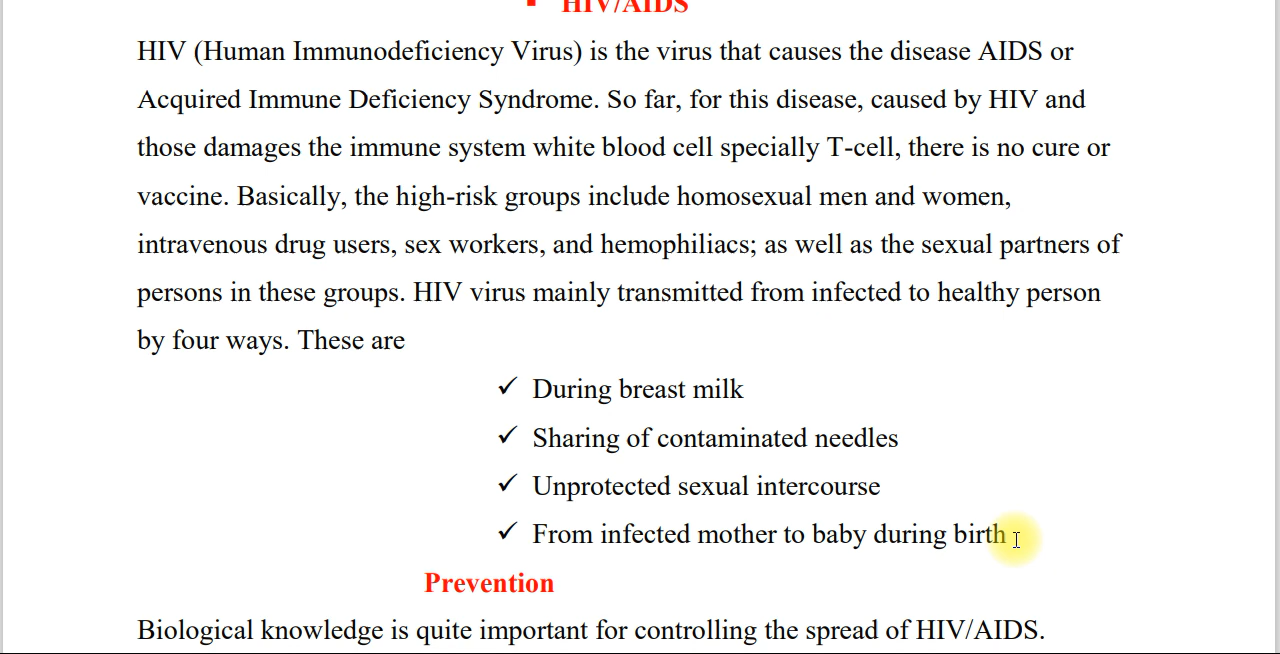 ▪ HIV/AIDS
HIV (Human Immunodeficiency Virus) is the virus that causes the disease AIDS or
Acquired Immune Deficiency Syndrome. So far, for this disease, caused by HIV and
those damages the immune system white blood cell specially T-cell, there is no cure or
vaccine. Basically, the high-risk groups include homosexual men and women,
intravenous drug users, sex workers, and hemophiliacs; as well as the sexual partners of
persons in these groups. HIV virus mainly transmitted from infected to healthy person
by four ways. These are
✓ During breast milk
✓ Sharing of contaminated needles
✓ Unprotected sexual intercourse
✓ From infected mother to baby during birth
Prevention
Biological knowledge is quite important for controlling the spread of HIV/AIDS.